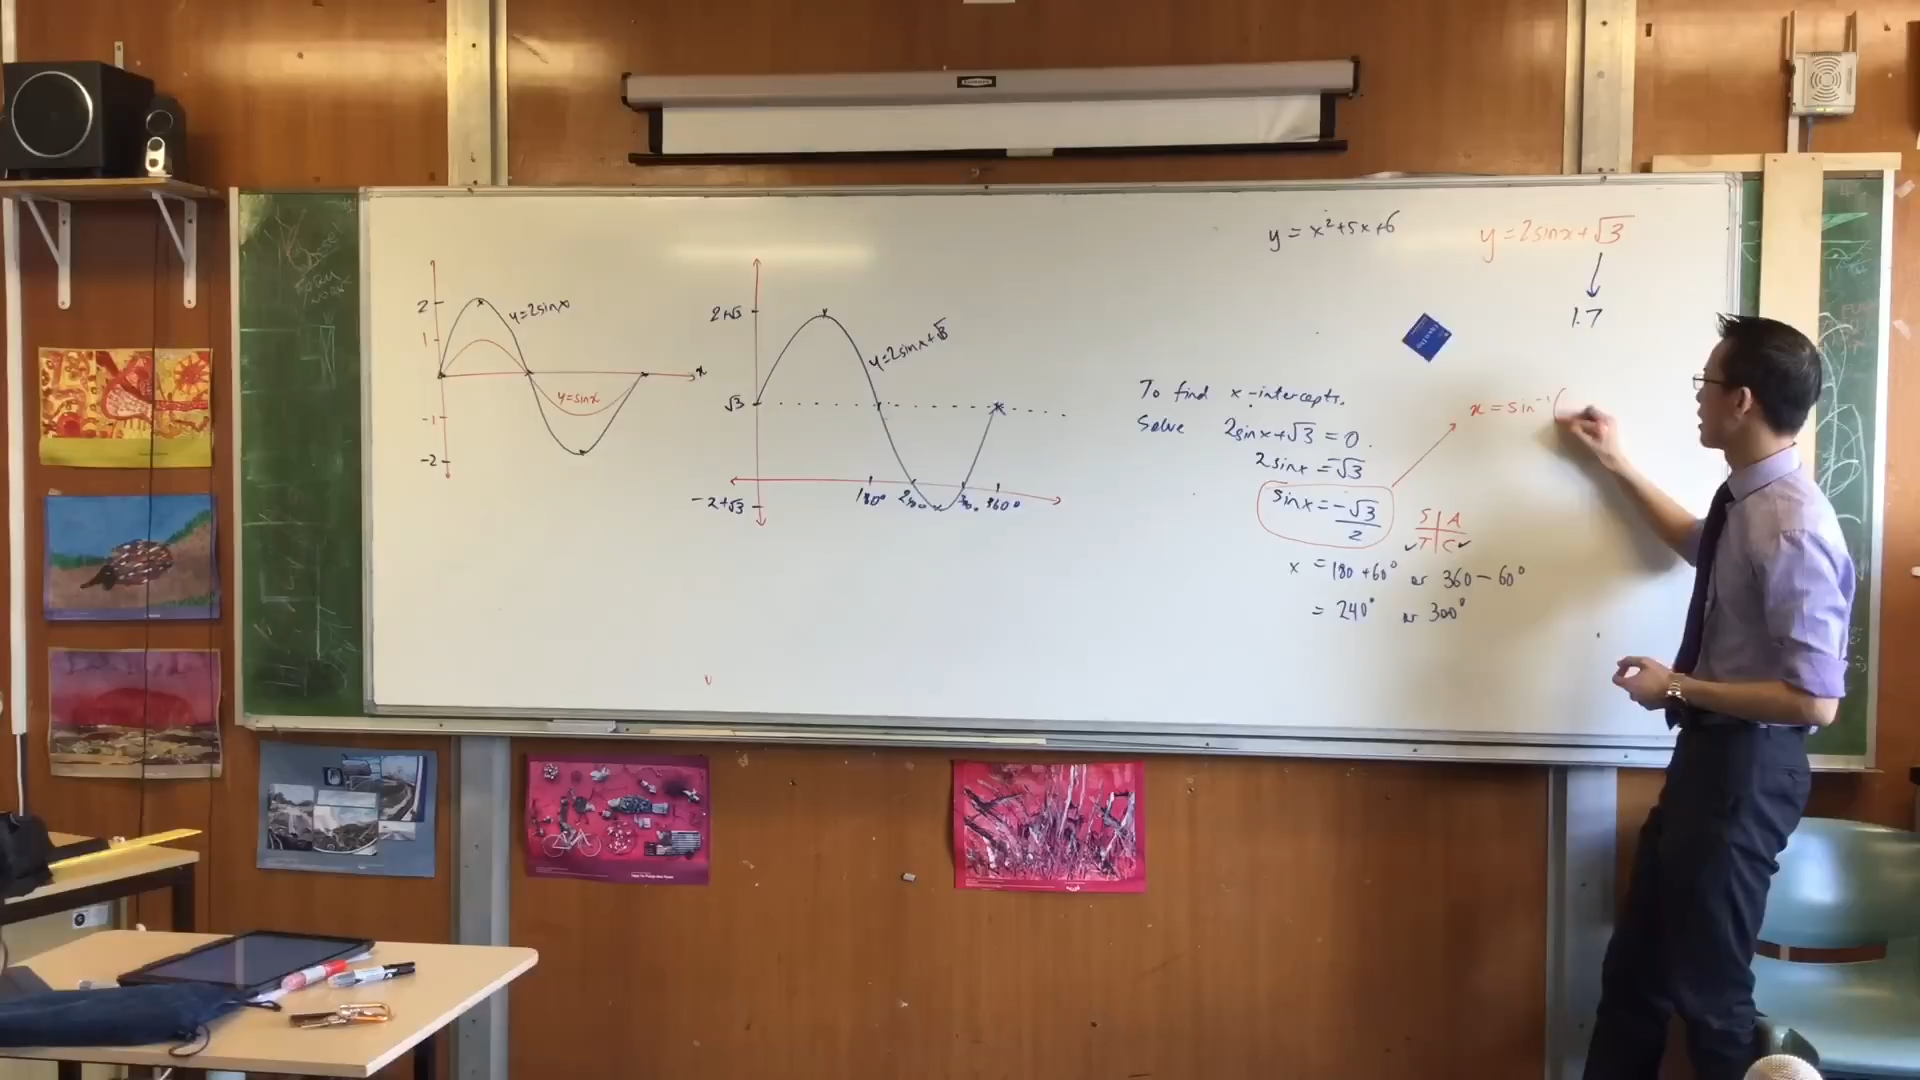 y = x²+5x+6
y = 2sinx+√3
1.7
2
1
-1
-2
x
y=2sinx
y=sinx
2+√3
√3
-2+√3
y=2sinx+√3
180°
360°
To find x-intercepts,
Solve 2sinx+√3 = 0.
2sinx = -√3
sinx = -√3/2
S A
T C
x = 180+60° or 360-60°
= 240° or 300°
x = sin⁻¹(